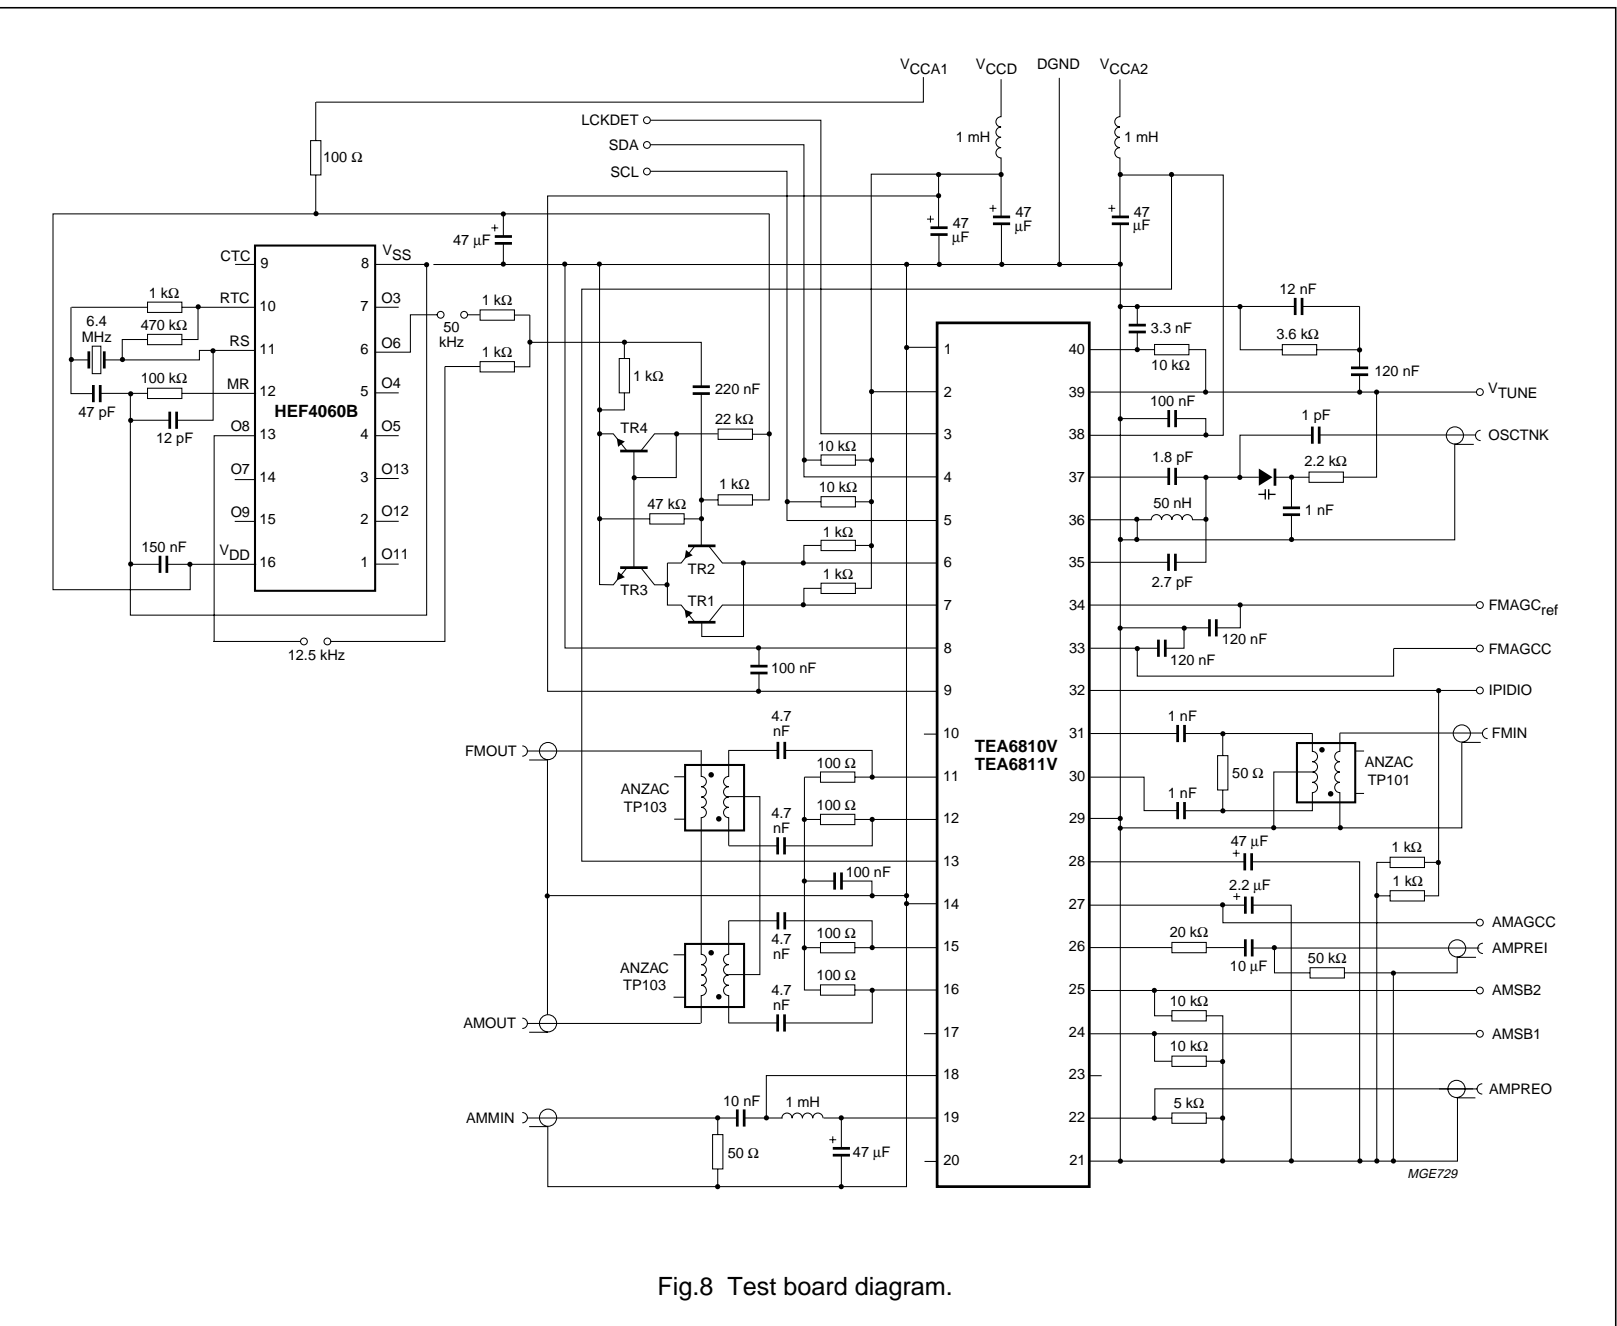 VCCA1 VCCD DGND VCCA2
LCKDET
SDA
SCL
1 mH
1 mH
100 Ω
47 μF
47 μF
47 μF
47 μF
CTC 9
8 VSS
1 kΩ RTC 10
7 O3
1 kΩ
6.4 MHz
470 kΩ
RS 11
6 O6
50 kHz
1 kΩ
100 kΩ MR 12
5 O4
47 pF
HEF4060B
12 pF
O8 13
4 O5
O7 14
3 O13
O9 15
2 O12
150 nF
VDD 16
1 O11
12.5 kHz
1 kΩ
220 nF
TR4
22 kΩ
1 kΩ
47 kΩ
TR2
TR3
TR1
10 kΩ
10 kΩ
1 kΩ
1 kΩ
100 nF
1
2
3
4
5
6
7
8
9
10
11
12
13
14
15
16
17
18
19
20
TEA6810V
TEA6811V
40
39
38
37
36
35
34
33
32
31
30
29
28
27
26
25
24
23
22
21
12 nF
3.3 nF
3.6 kΩ
10 kΩ
120 nF
VTUNE
100 nF
1 pF
OSCTNK
1.8 pF
2.2 kΩ
50 nH
1 nF
2.7 pF
FMAGCref
120 nF
FMAGCC
120 nF
IPIDIO
1 nF
FMIN
50 Ω
ANZAC TP101
1 nF
47 μF
1 kΩ
1 kΩ
2.2 μF
AMAGCC
20 kΩ
AMPREI
10 μF
50 kΩ
AMSB2
10 kΩ
AMSB1
10 kΩ
AMPREO
5 kΩ
MGE729
FMOUT
4.7 nF
100 Ω
ANZAC TP103
100 Ω
4.7 nF
100 nF
4.7 nF
100 Ω
ANZAC TP103
100 Ω
4.7 nF
AMOUT
AMMIN
10 nF
1 mH
50 Ω
47 μF
Fig.8 Test board diagram.